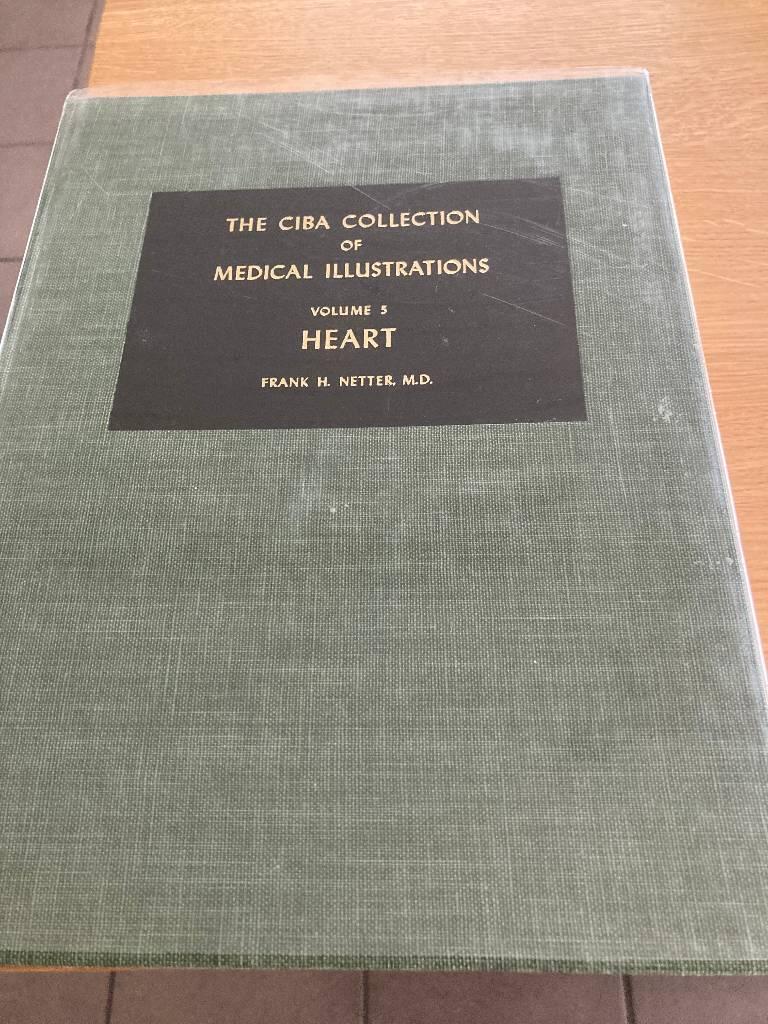 THE CIBA COLLECTION
OF
MEDICAL ILLUSTRATIONS
VOLUME 5
HEART
FRANK H. NETTER, M.D.